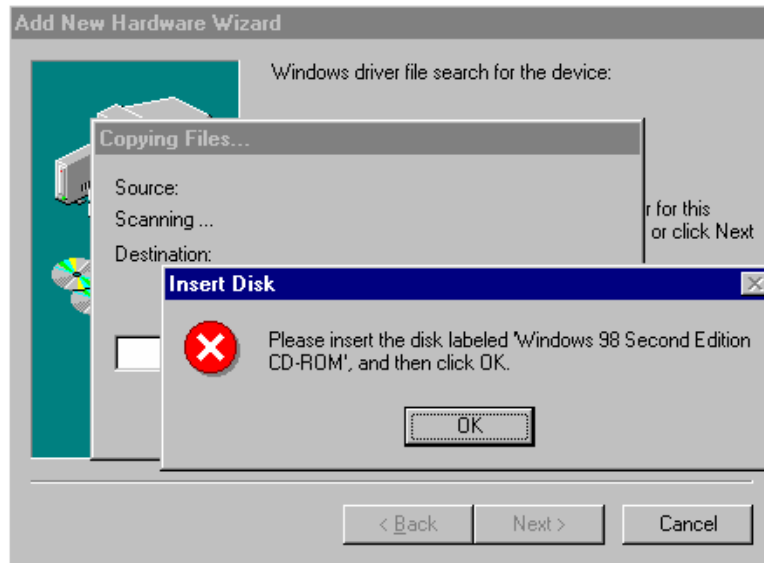 Add New Hardware Wizard
Windows driver file search for the device:
Copying Files...
Source:
Scanning ...
r for this
or click Next
Destination:
Insert Disk
Please insert the disk labeled 'Windows 98 Second Edition
CD-ROM', and then click OK.
OK
< Back
Next >
Cancel